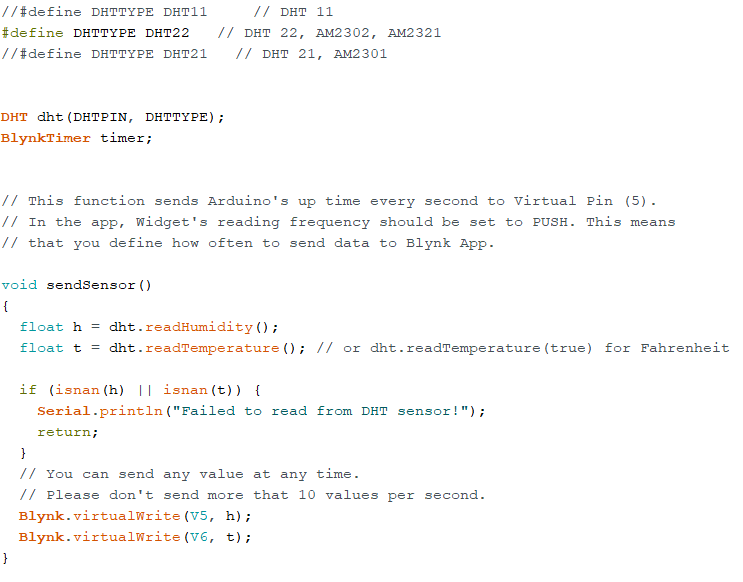 //#define DHTTYPE DHT11     // DHT 11
#define DHTTYPE DHT22   // DHT 22, AM2302, AM2321
//#define DHTTYPE DHT21   // DHT 21, AM2301
DHT dht(DHTPIN, DHTTYPE);
BlynkTimer timer;
// This function sends Arduino's up time every second to Virtual Pin (5).
// In the app, Widget's reading frequency should be set to PUSH. This means
// that you define how often to send data to Blynk App.
void sendSensor()
{
  float h = dht.readHumidity();
  float t = dht.readTemperature(); // or dht.readTemperature(true) for Fahrenheit
  if (isnan(h) || isnan(t)) {
    Serial.println("Failed to read from DHT sensor!");
    return;
  }
  // You can send any value at any time.
  // Please don't send more that 10 values per second.
  Blynk.virtualWrite(V5, h);
  Blynk.virtualWrite(V6, t);
}